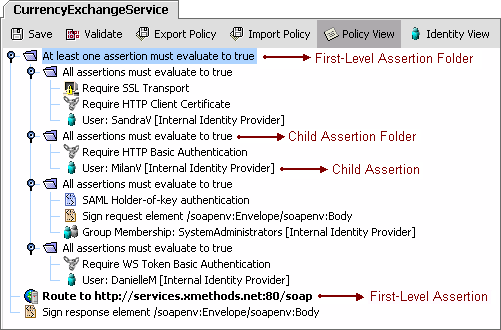 CurrencyExchangeService
Save Validate Export Policy Import Policy Policy View Identity View
At least one assertion must evaluate to true First-Level Assertion Folder
All assertions must evaluate to true
Require SSL Transport
Require HTTP Client Certificate
User: SandraV [Internal Identity Provider]
All assertions must evaluate to true Child Assertion Folder
Require HTTP Basic Authentication
User: MilanV [Internal Identity Provider] Child Assertion
All assertions must evaluate to true
SAML Holder-of-key authentication
Sign request element /soapenv:Envelope/soapenv:Body
Group Membership: SystemAdministrators [Internal Identity Provider]
All assertions must evaluate to true
Require WS Token Basic Authentication
User: DanielleM [Internal Identity Provider]
Route to http://services.xmethods.net:80/soap First-Level Assertion
Sign response element /soapenv:Envelope/soapenv:Body